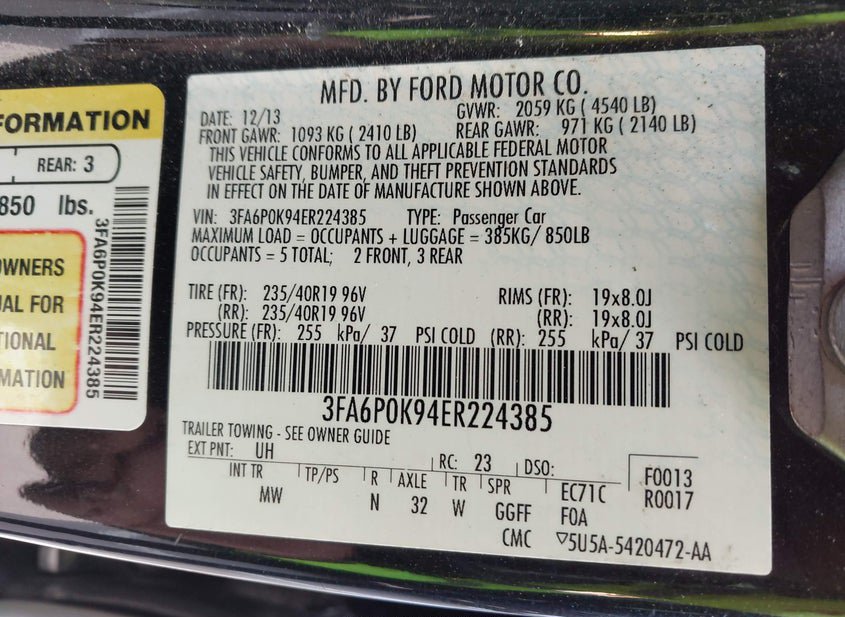 FORMATION
REAR: 3
850 lbs.
OWNERS
UAL FOR
TIONAL
RMATION
3FA6P0K94ER224385
MFD. BY FORD MOTOR CO.
DATE: 12/13 GVWR: 2059 KG ( 4540 LB)
FRONT GAWR: 1093 KG ( 2410 LB) REAR GAWR: 971 KG ( 2140 LB)
THIS VEHICLE CONFORMS TO ALL APPLICABLE FEDERAL MOTOR
VEHICLE SAFETY, BUMPER, AND THEFT PREVENTION STANDARDS
IN EFFECT ON THE DATE OF MANUFACTURE SHOWN ABOVE.
VIN: 3FA6P0K94ER224385 TYPE: Passenger Car
MAXIMUM LOAD = OCCUPANTS + LUGGAGE = 385KG/ 850LB
OCCUPANTS = 5 TOTAL; 2 FRONT, 3 REAR
TIRE (FR): 235/40R19 96V RIMS (FR): 19x8.0J
(RR): 235/40R19 96V (RR): 19x8.0J
PRESSURE (FR): 255 kPa/ 37 PSI COLD (RR): 255 kPa/ 37 PSI COLD
3FA6P0K94ER224385
TRAILER TOWING - SEE OWNER GUIDE
EXT PNT: UH RC: 23 DSO: F0013
INT TR TP/PS R AXLE TR SPR EC71C R0017
MW N 32 W GGFF F0A
CMC ▽5U5A-5420472-AA